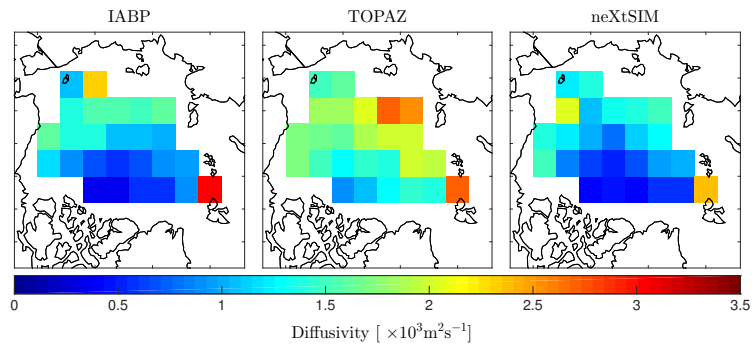 IABP TOPAZ neXtSIM
0 0.5 1 1.5 2 2.5 3 3.5
Diffusivity [ ×10³m²s⁻¹]